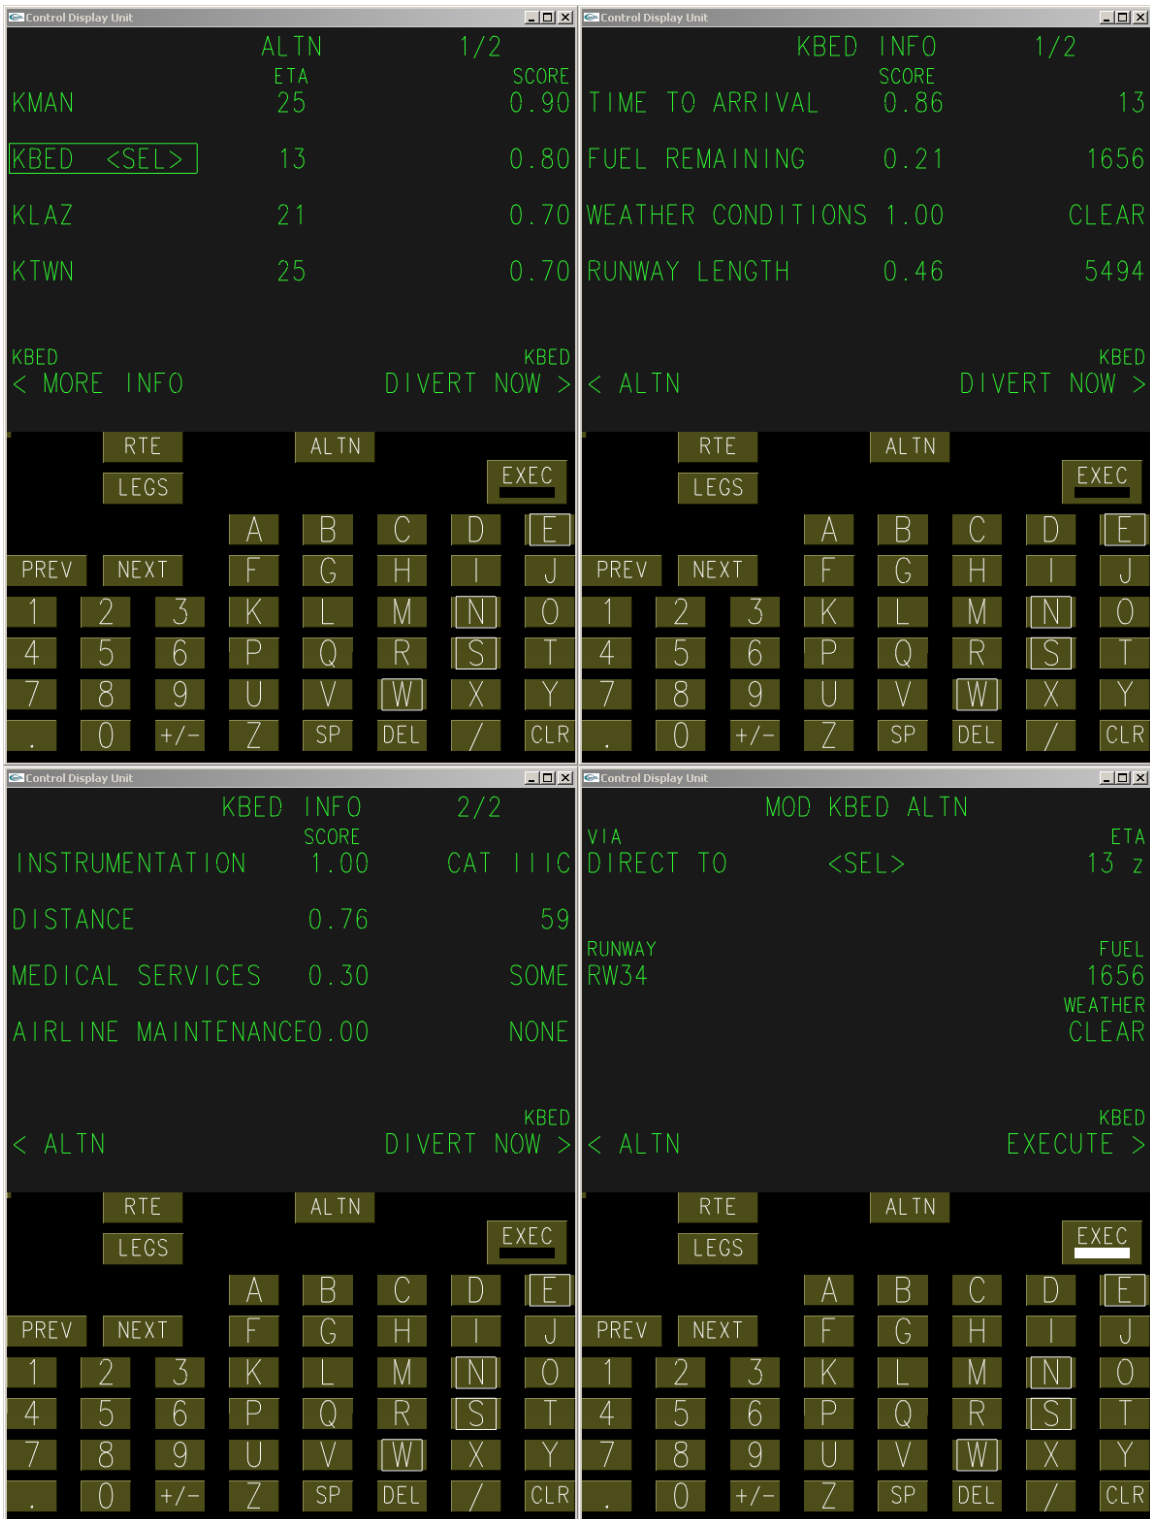 Control Display Unit
ALTN 1/2
ETA SCORE
KMAN 25 0.90
KBED <SEL> 13 0.80
KLAZ 21 0.70
KTWN 25 0.70
KBED KBED
< MORE INFO DIVERT NOW >
RTE ALTN
EXEC
LEGS
A B C D E
PREV NEXT F G H I J
1 2 3 K L M N O
4 5 6 P Q R S T
7 8 9 U V W X Y
. 0 +/- Z SP DEL / CLR
Control Display Unit
KBED INFO 1/2
SCORE
TIME TO ARRIVAL 0.86 13
FUEL REMAINING 0.21 1656
WEATHER CONDITIONS 1.00 CLEAR
RUNWAY LENGTH 0.46 5494
KBED
< ALTN DIVERT NOW >
RTE ALTN
EXEC
LEGS
A B C D E
PREV NEXT F G H I J
1 2 3 K L M N O
4 5 6 P Q R S T
7 8 9 U V W X Y
. 0 +/- Z SP DEL / CLR
Control Display Unit
KBED INFO 2/2
SCORE
INSTRUMENTATION 1.00 CAT IIIC
DISTANCE 0.76 59
MEDICAL SERVICES 0.30 SOME
AIRLINE MAINTENANCE0.00 NONE
KBED
< ALTN DIVERT NOW >
RTE ALTN
EXEC
LEGS
A B C D E
PREV NEXT F G H I J
1 2 3 K L M N O
4 5 6 P Q R S T
7 8 9 U V W X Y
. 0 +/- Z SP DEL / CLR
Control Display Unit
MOD KBED ALTN
VIA ETA
DIRECT TO <SEL> 13 z
RUNWAY FUEL
RW34 1656
WEATHER
CLEAR
KBED
< ALTN EXECUTE >
RTE ALTN
EXEC
LEGS
A B C D E
PREV NEXT F G H I J
1 2 3 K L M N O
4 5 6 P Q R S T
7 8 9 U V W X Y
. 0 +/- Z SP DEL / CLR